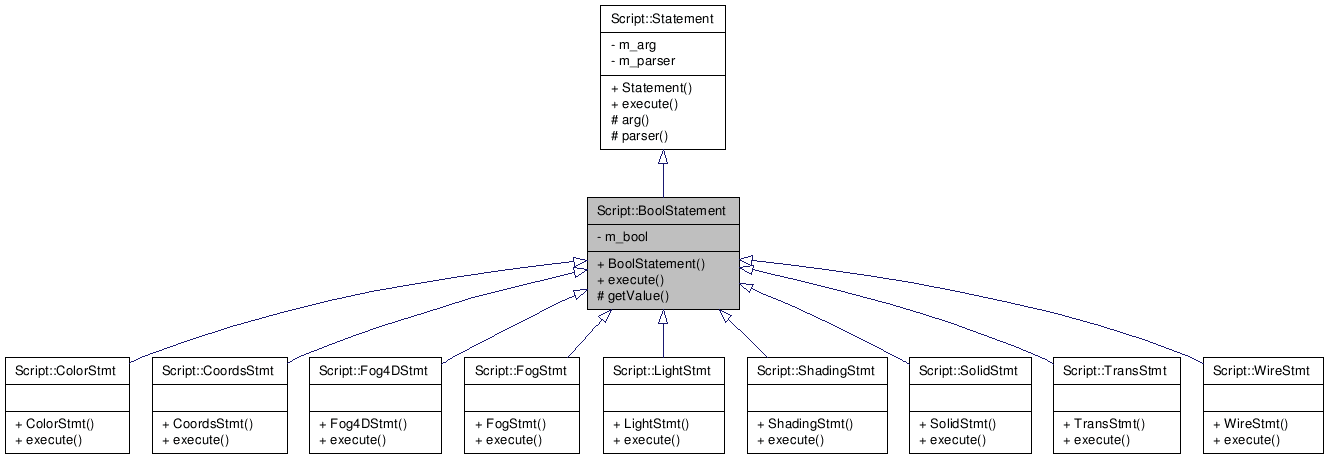 Script::Statement
- m_arg
- m_parser
+ Statement()
+ execute()
# arg()
# parser()
Script::BoolStatement
- m_bool
+ BoolStatement()
+ execute()
# getValue()
Script::ColorStmt
+ ColorStmt()
+ execute()
Script::CoordsStmt
+ CoordsStmt()
+ execute()
Script::Fog4DStmt
+ Fog4DStmt()
+ execute()
Script::FogStmt
+ FogStmt()
+ execute()
Script::LightStmt
+ LightStmt()
+ execute()
Script::ShadingStmt
+ ShadingStmt()
+ execute()
Script::SolidStmt
+ SolidStmt()
+ execute()
Script::TransStmt
+ TransStmt()
+ execute()
Script::WireStmt
+ WireStmt()
+ execute()